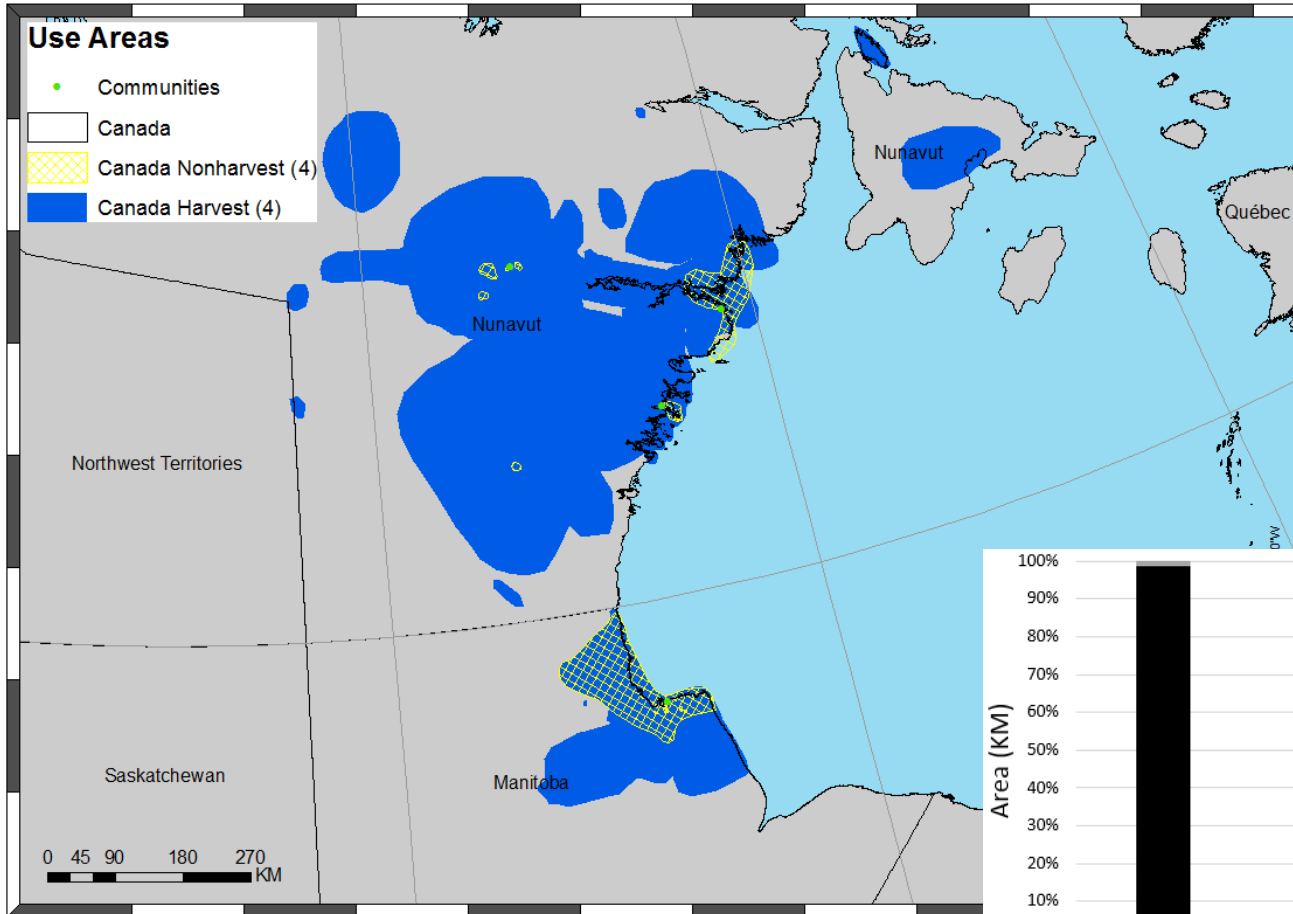 Use Areas
Communities
Canada
Canada Nonharvest (4)
Canada Harvest (4)
Nunavut
Québec
Nunavut
Northwest Territories
Saskatchewan
Manitoba
0 45 90 180 270
KM
0°W
Area (KM)
100%
90%
80%
70%
60%
50%
40%
30%
20%
10%